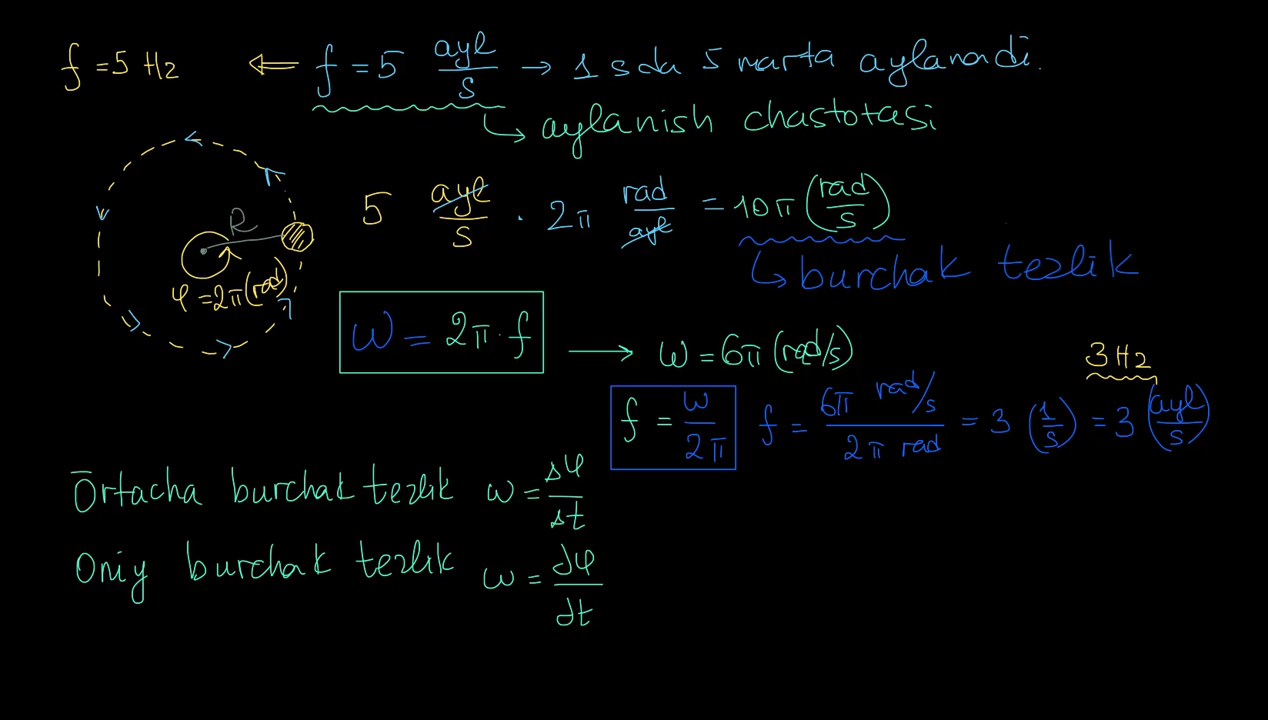 f = 5 Hz ⇐ f = 5 ayl/s → 1 s da 5 marta aylanadi.
aylanish chastotasi
5 ayl/s · 2π rad/ayl = 10π (rad/s)
burchak tezlik
R
φ = 2π (rad)
ω = 2π · f → ω = 6π (rad/s)
3 Hz
f = ω/2π f = 6π rad/s / 2π rad = 3 (1/s) = 3 (ayl/s)
Ōrtacha burchak tezlik ω = Δφ/Δt
Oniy burchak tezlik ω = dφ/dt